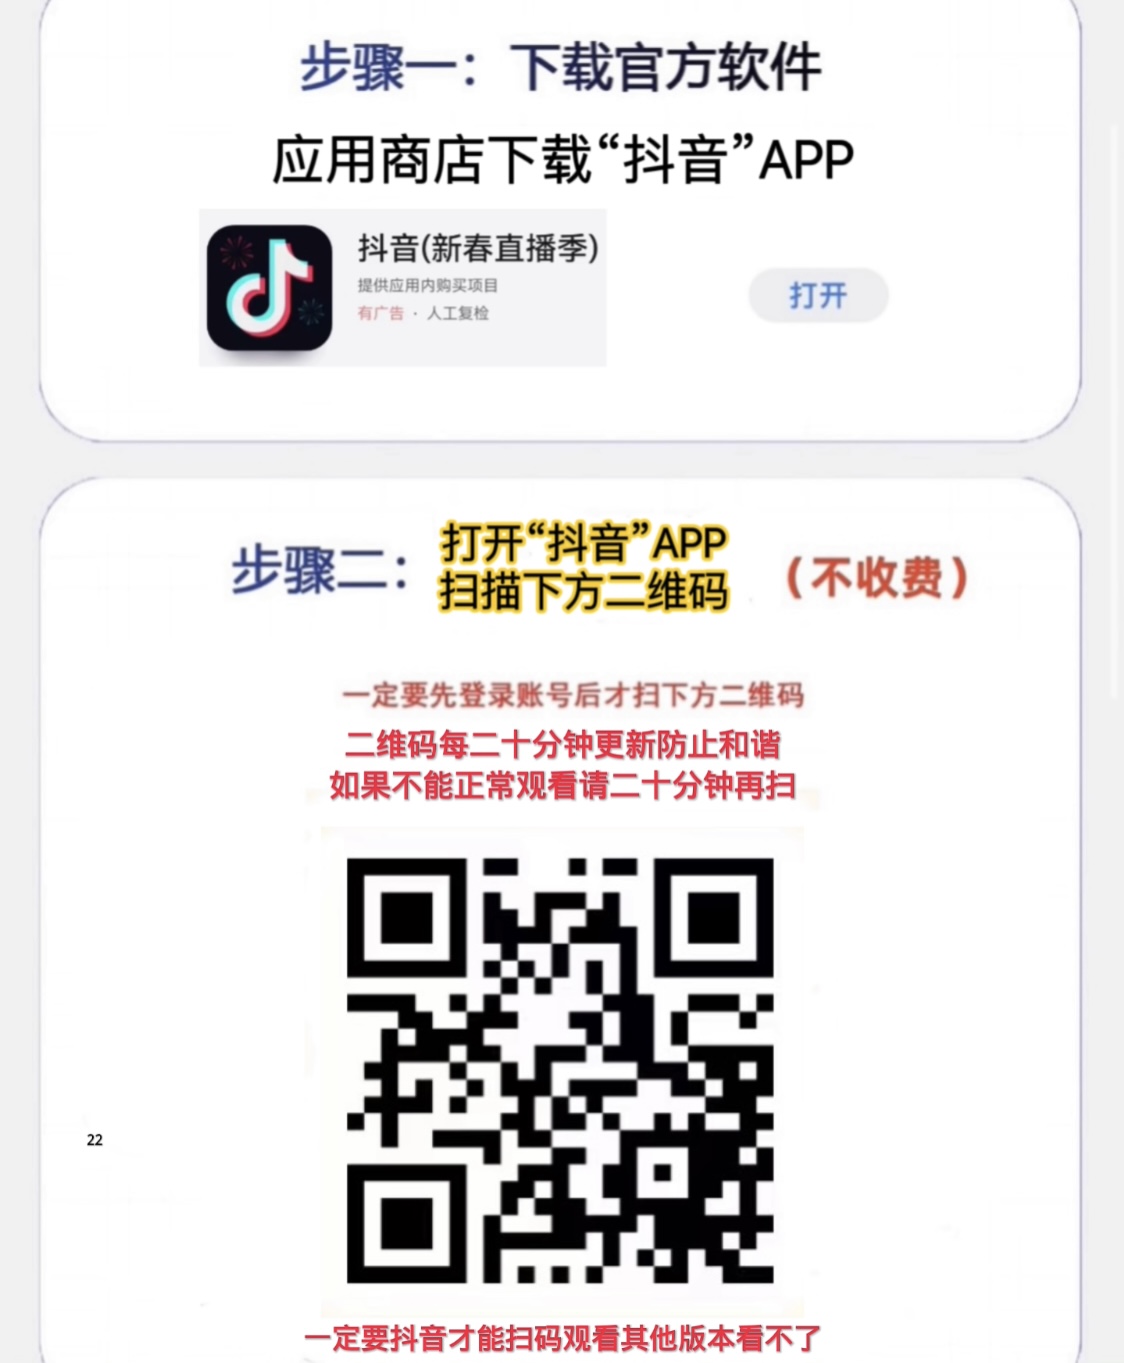 步骤一：下载官方软件
应用商店下载“抖音”APP
抖音(新春直播季)
提供应用内购买项目
有广告 · 人工复检
打开
步骤二：
打开“抖音”APP
扫描下方二维码
（不收费）
一定要先登录账号后才扫下方二维码
二维码每二十分钟更新防止和谐
如果不能正常观看请二十分钟再扫
22
一定要抖音才能扫码观看其他版本看不了